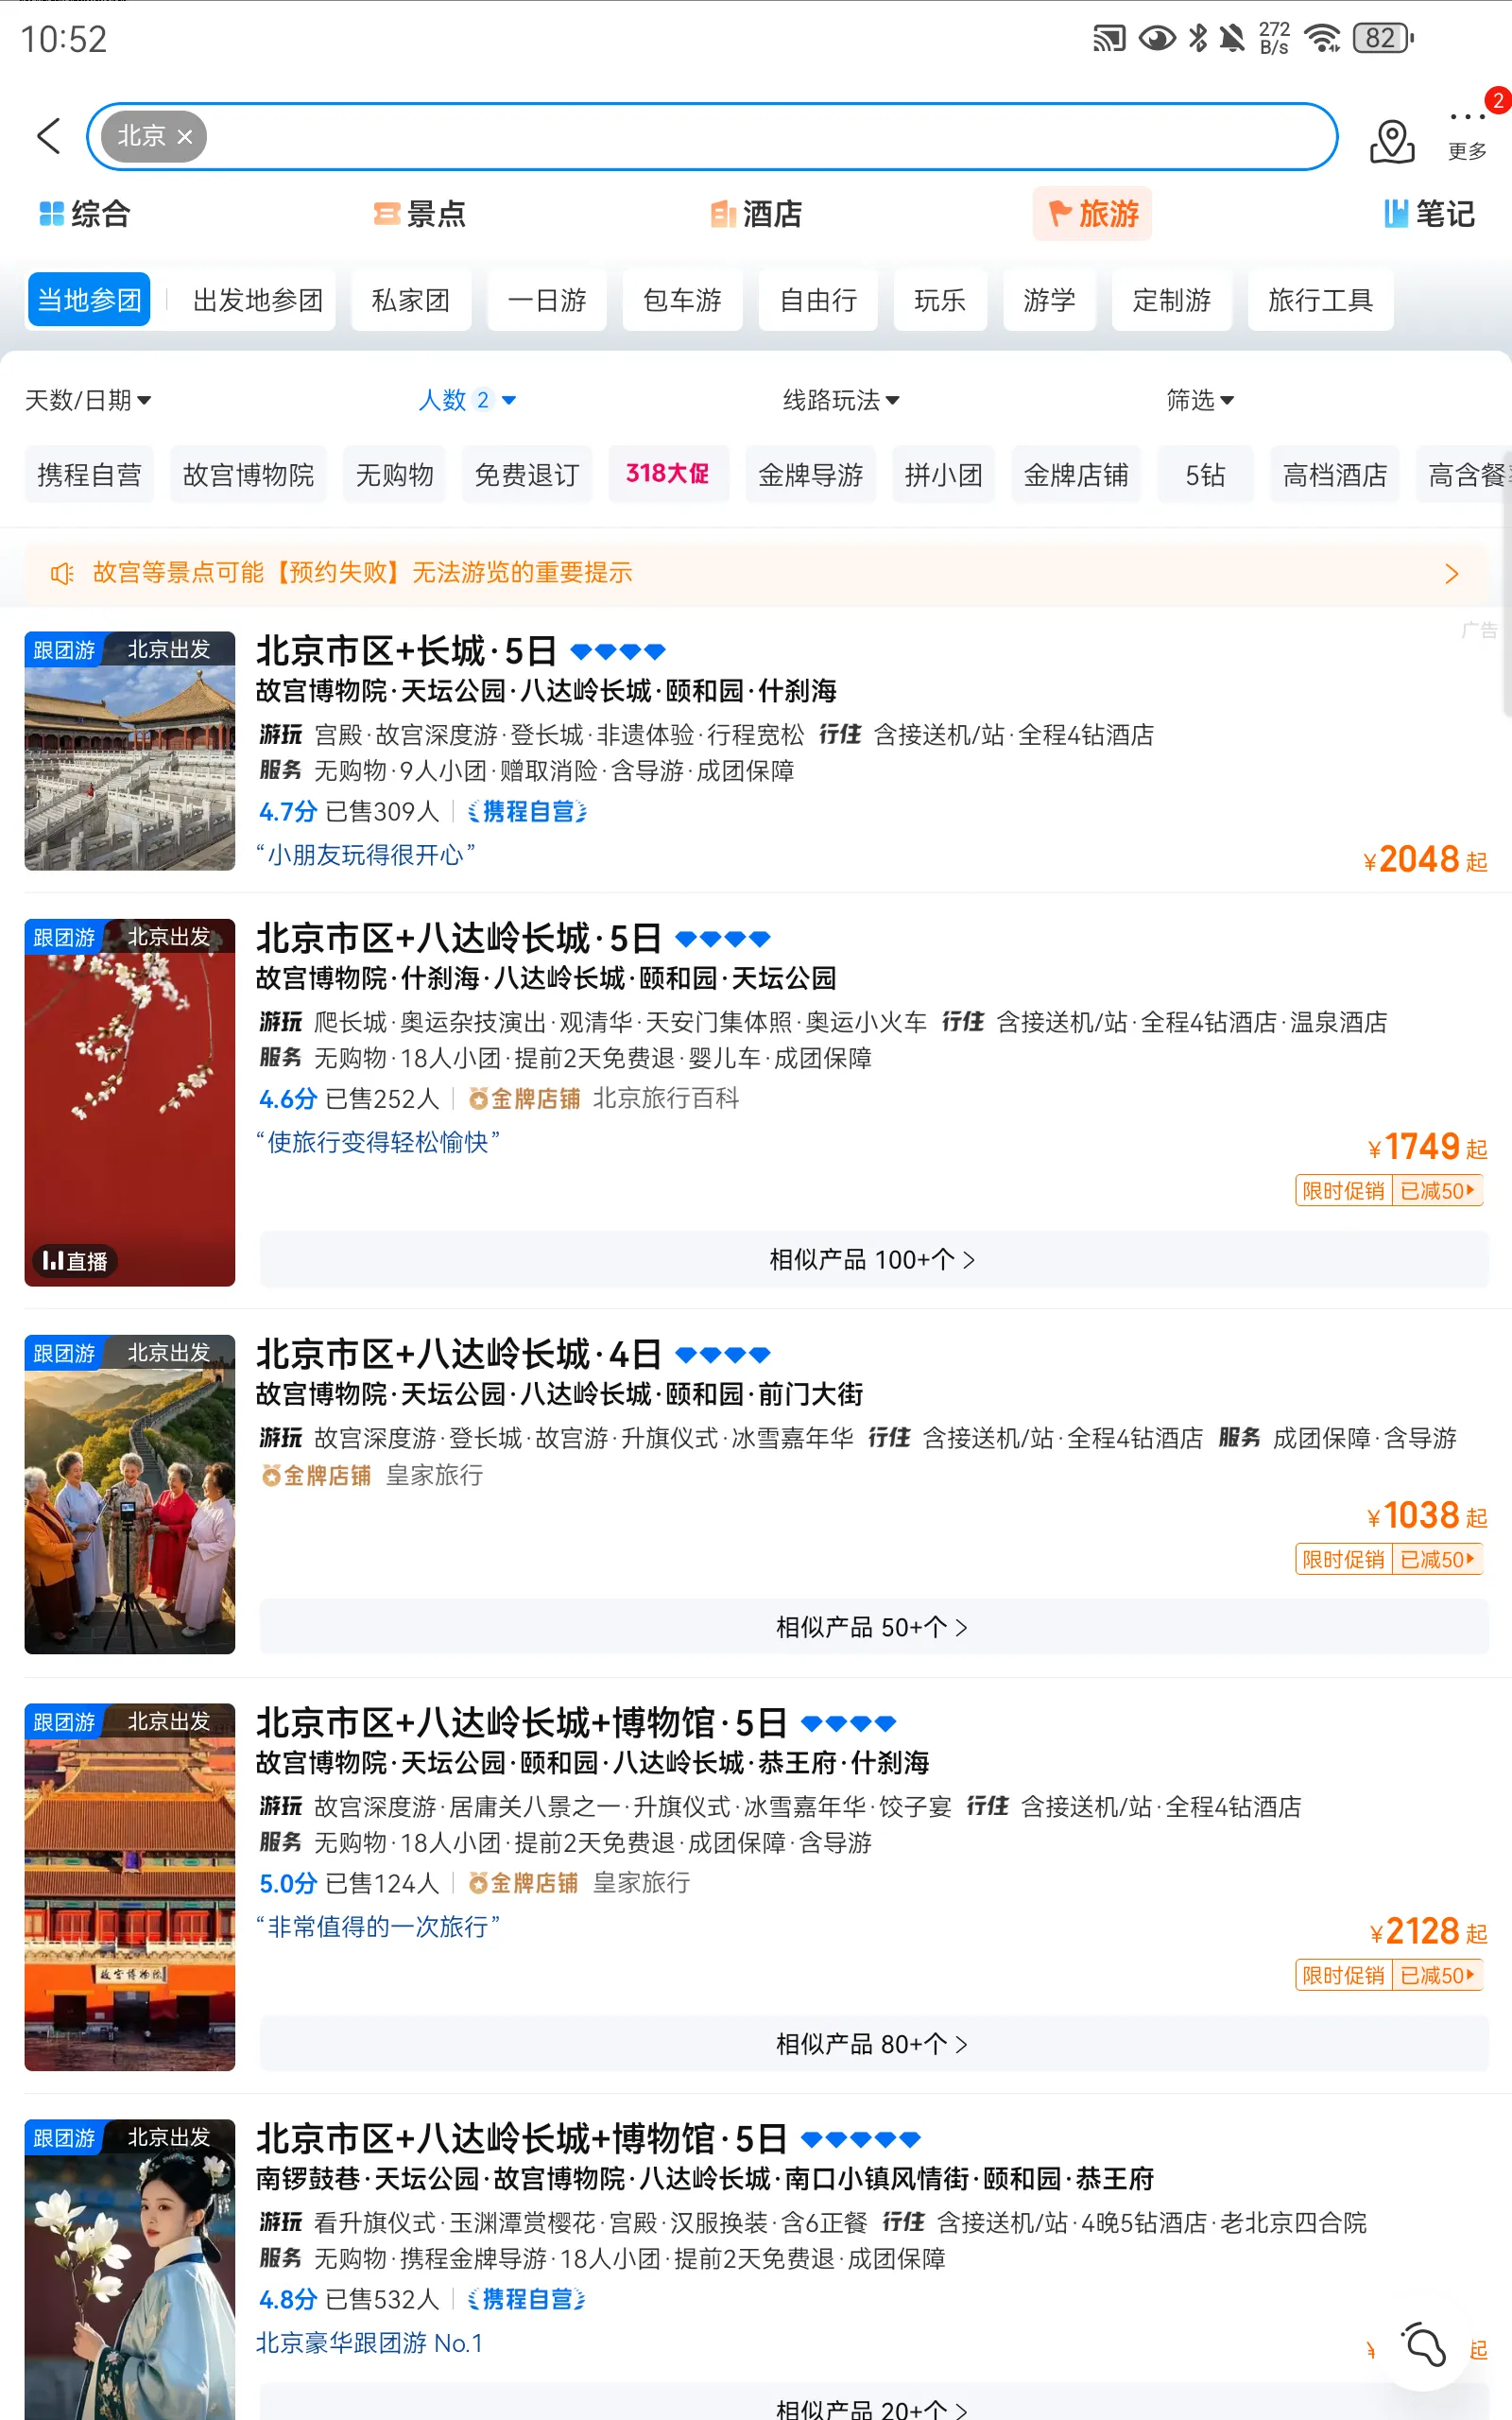 10:52
272 B/s
82
北京 ×
2
更多
综合 景点 酒店 旅游 笔记
当地参团 出发地参团 私家团 一日游 包车游 自由行 玩乐 游学 定制游 旅行工具
天数/日期 人数 2 线路玩法 筛选
携程自营 故宫博物院 无购物 免费退订 318大促 金牌导游 拼小团 金牌店铺 5钻 高档酒店 高含餐
故宫等景点可能【预约失败】无法游览的重要提示
广告
跟团游 北京出发
北京市区+长城·5日
故宫博物院·天坛公园·八达岭长城·颐和园·什刹海
游玩 宫殿·故宫深度游·登长城·非遗体验·行程宽松 行住 含接送机/站·全程4钻酒店
服务 无购物·9人小团·赠取消险·含导游·成团保障
4.7分 已售309人 携程自营
“小朋友玩得很开心”
¥2048起
跟团游 北京出发
北京市区+八达岭长城·5日
故宫博物院·什刹海·八达岭长城·颐和园·天坛公园
游玩 爬长城·奥运杂技演出·观清华·天安门集体照·奥运小火车 行住 含接送机/站·全程4钻酒店·温泉酒店
服务 无购物·18人小团·提前2天免费退·婴儿车·成团保障
4.6分 已售252人 金牌店铺 北京旅行百科
“使旅行变得轻松愉快”
¥1749起
限时促销 已减50
直播
相似产品 100+个
跟团游 北京出发
北京市区+八达岭长城·4日
故宫博物院·天坛公园·八达岭长城·颐和园·前门大街
游玩 故宫深度游·登长城·故宫游·升旗仪式·冰雪嘉年华 行住 含接送机/站·全程4钻酒店 服务 成团保障·含导游
金牌店铺 皇家旅行
¥1038起
限时促销 已减50
相似产品 50+个
跟团游 北京出发
北京市区+八达岭长城+博物馆·5日
故宫博物院·天坛公园·颐和园·八达岭长城·恭王府·什刹海
游玩 故宫深度游·居庸关八景之一·升旗仪式·冰雪嘉年华·饺子宴 行住 含接送机/站·全程4钻酒店
服务 无购物·18人小团·提前2天免费退·成团保障·含导游
5.0分 已售124人 金牌店铺 皇家旅行
“非常值得的一次旅行”
¥2128起
限时促销 已减50
故宫博物院
相似产品 80+个
跟团游 北京出发
北京市区+八达岭长城+博物馆·5日
南锣鼓巷·天坛公园·故宫博物院·八达岭长城·南口小镇风情街·颐和园·恭王府
游玩 看升旗仪式·玉渊潭赏樱花·宫殿·汉服换装·含6正餐 行住 含接送机/站·4晚5钻酒店·老北京四合院
服务 无购物·携程金牌导游·18人小团·提前2天免费退·成团保障
4.8分 已售532人 携程自营
北京豪华跟团游 No.1
¥ 起
相似产品 20+个